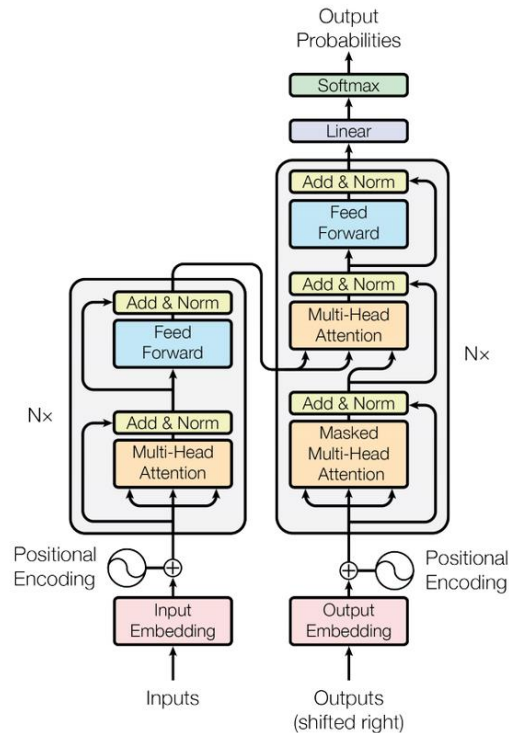 Output
Probabilities
Softmax
Linear
Add & Norm
Feed
Forward
Add & Norm
Multi-Head
Attention
Add & Norm
Masked
Multi-Head
Attention
N×
Add & Norm
Feed
Forward
N×
Add & Norm
Multi-Head
Attention
Positional
Encoding
Positional
Encoding
Input
Embedding
Output
Embedding
Inputs
Outputs
(shifted right)